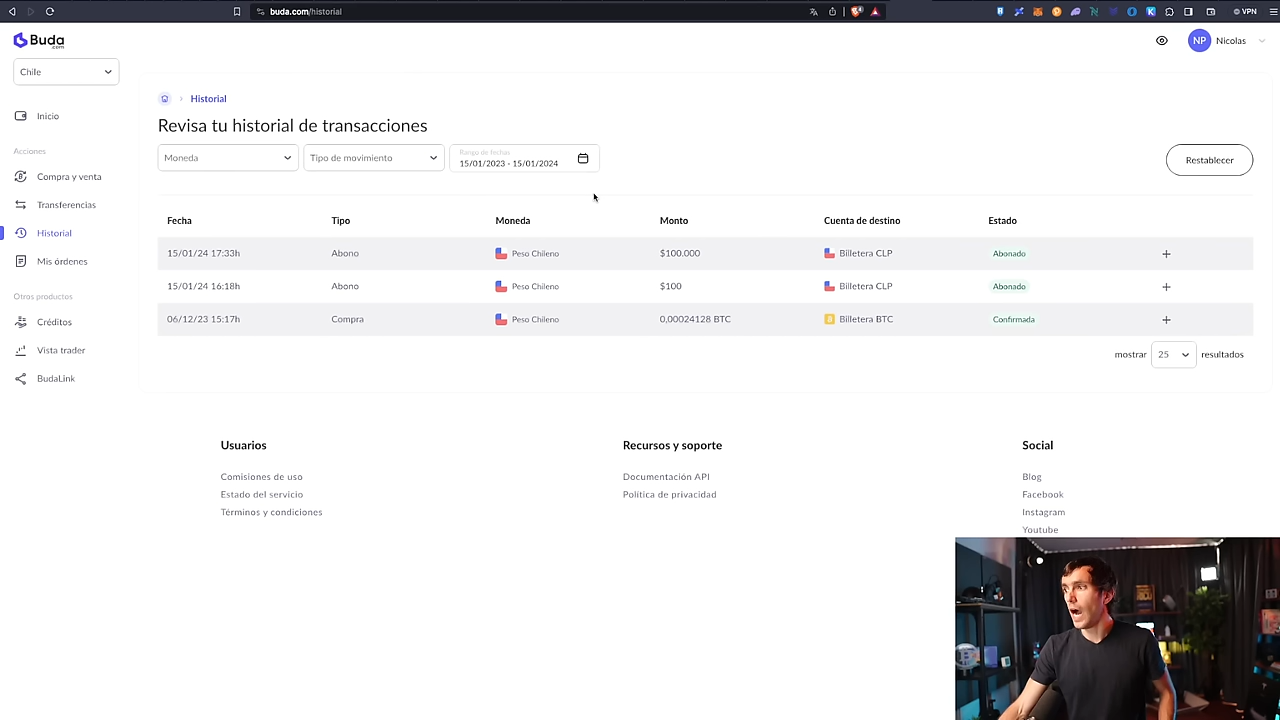 buda.com/historial
VPN
Buda
.com
NP Nicolas
Chile
Inicio
Acciones
Compra y venta
Transferencias
Historial
Mis órdenes
Otros productos
Créditos
Vista trader
BudaLink
Historial
Revisa tu historial de transacciones
Moneda
Tipo de movimiento
Rango de fechas
15/01/2023 - 15/01/2024
Restablecer
Fecha Tipo Moneda Monto Cuenta de destino Estado
15/01/24 17:33h Abono Peso Chileno $100.000 Billetera CLP Abonado +
15/01/24 16:18h Abono Peso Chileno $100 Billetera CLP Abonado +
06/12/23 15:17h Compra Peso Chileno 0,00024128 BTC Billetera BTC Confirmada +
mostrar 25 resultados
Usuarios
Comisiones de uso
Estado del servicio
Términos y condiciones
Recursos y soporte
Documentación API
Política de privacidad
Social
Blog
Facebook
Instagram
Youtube